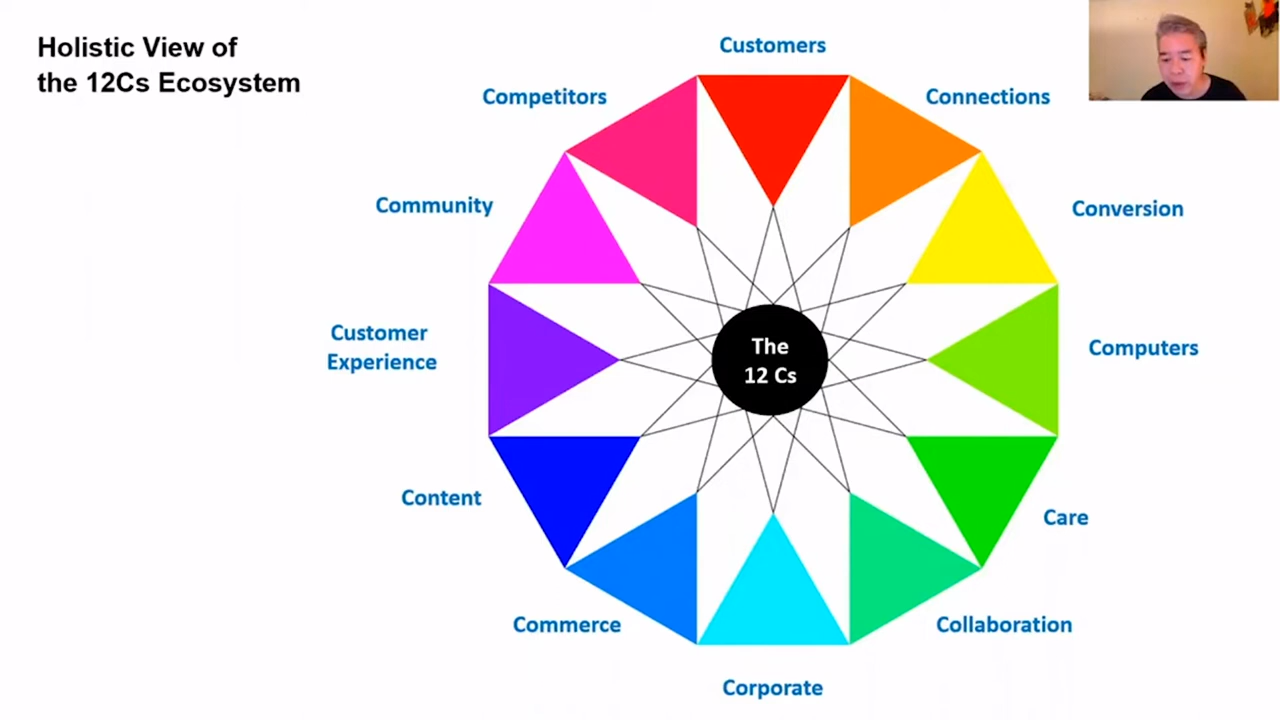 Holistic View of
the 12Cs Ecosystem
Customers
Competitors
Connections
Community
Conversion
Customer
Experience
The
12 Cs
Computers
Content
Care
Commerce
Collaboration
Corporate